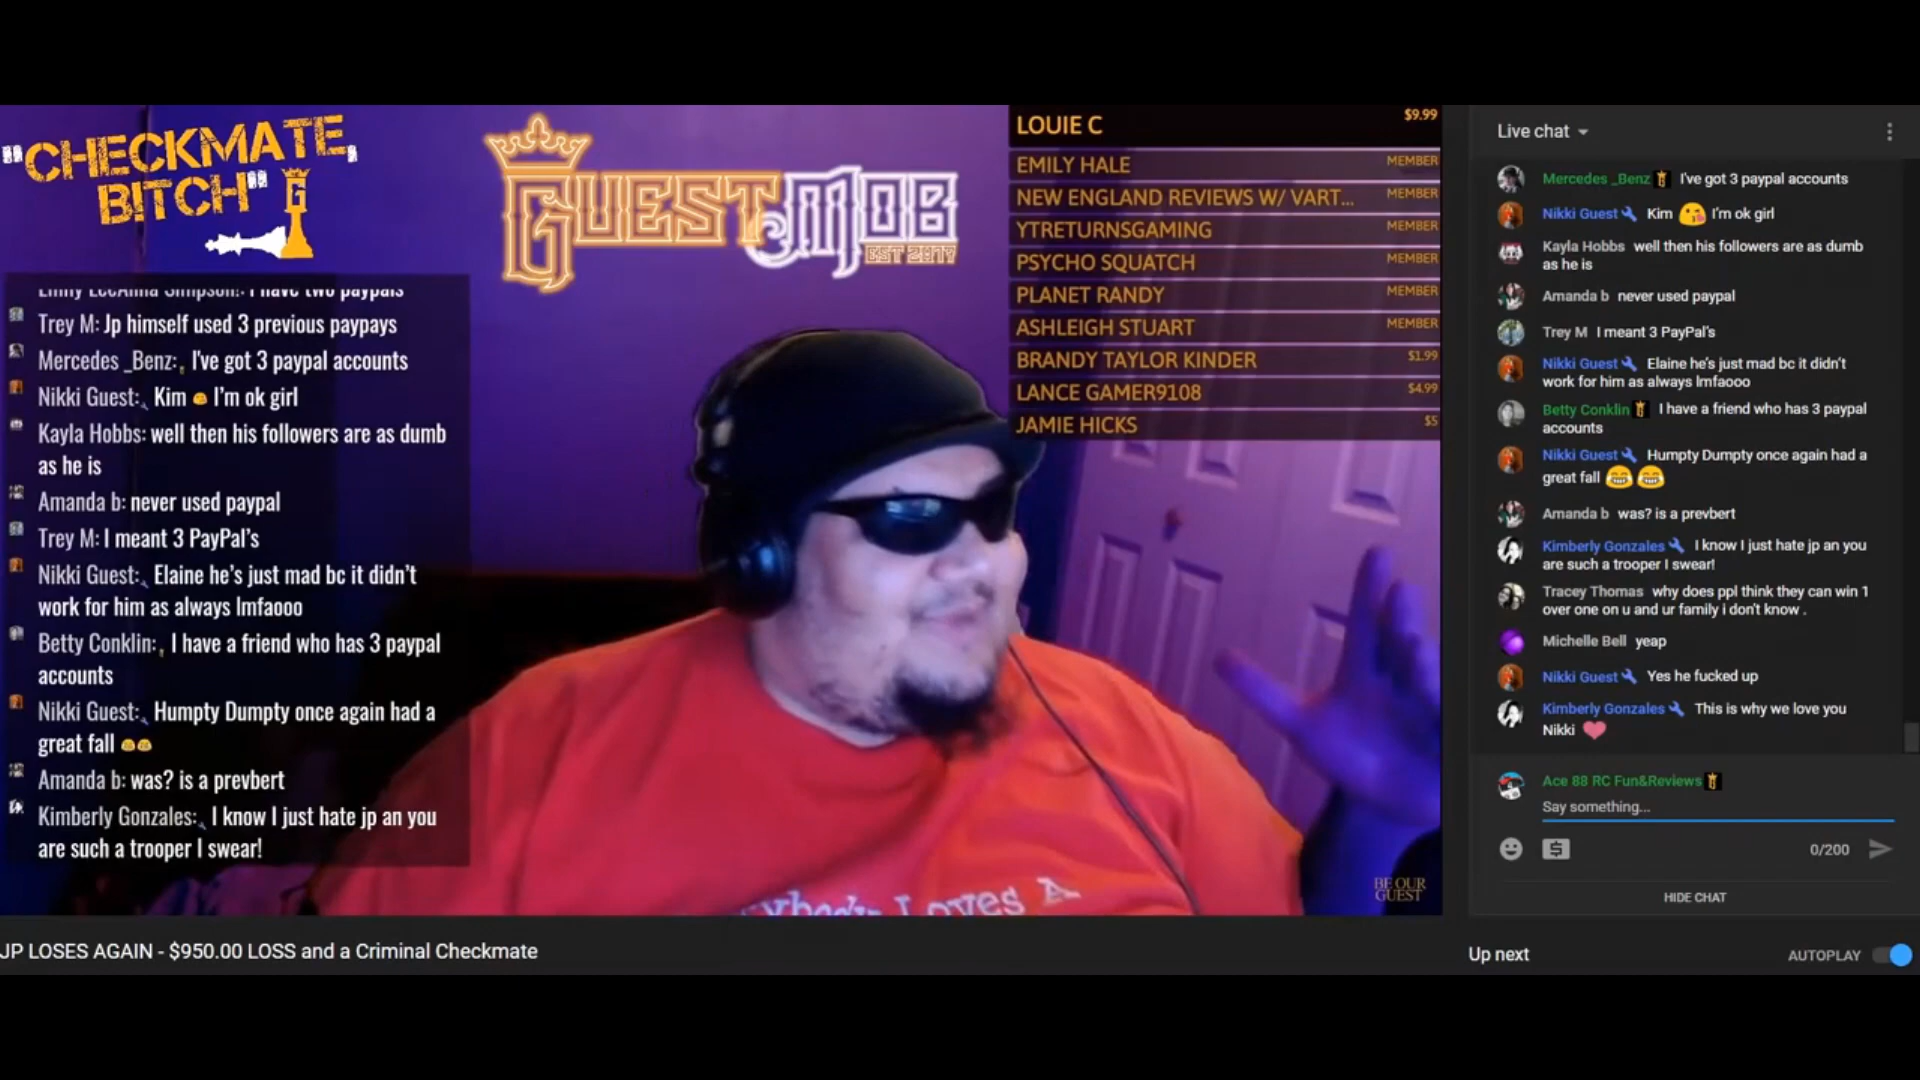 "CHECKMATE,
BITCH"
G
GUEST MOB
EST 2017
LOUIE C $9.99
EMILY HALE MEMBER
NEW ENGLAND REVIEWS W/ VART... MEMBER
YTRETURNSGAMING MEMBER
PSYCHO SQUATCH MEMBER
PLANET RANDY MEMBER
ASHLEIGH STUART MEMBER
BRANDY TAYLOR KINDER $1.99
LANCE GAMER9108 $4.99
JAMIE HICKS $5
Simpson: I have two paypals
Trey M: Jp himself used 3 previous paypays
Mercedes _Benz: I've got 3 paypal accounts
Nikki Guest: Kim 😘 I'm ok girl
Kayla Hobbs: well then his followers are as dumb
as he is
Amanda b: never used paypal
Trey M: I meant 3 PayPal's
Nikki Guest: Elaine he's just mad bc it didn't
work for him as always lmfaooo
Betty Conklin: I have a friend who has 3 paypal
accounts
Nikki Guest: Humpty Dumpty once again had a
great fall 😂😂
Amanda b: was? is a prevbert
Kimberly Gonzales: I know I just hate jp an you
are such a trooper I swear!
Loves A
BE OUR
GUEST
JP LOSES AGAIN - $950.00 LOSS and a Criminal Checkmate
Live chat
Mercedes _Benz I've got 3 paypal accounts
Nikki Guest Kim 😘 I'm ok girl
Kayla Hobbs well then his followers are as dumb
as he is
Amanda b never used paypal
Trey M I meant 3 PayPal's
Nikki Guest Elaine he's just mad bc it didn't
work for him as always lmfaooo
Betty Conklin I have a friend who has 3 paypal
accounts
Nikki Guest Humpty Dumpty once again had a
great fall 😂 😂
Amanda b was? is a prevbert
Kimberly Gonzales I know I just hate jp an you
are such a trooper I swear!
Tracey Thomas why does ppl think they can win 1
over one on u and ur family i don't know .
Michelle Bell yeap
Nikki Guest Yes he fucked up
Kimberly Gonzales This is why we love you
Nikki ❤
Ace 88 RC Fun&Reviews
Say something...
0/200
HIDE CHAT
Up next
AUTOPLAY